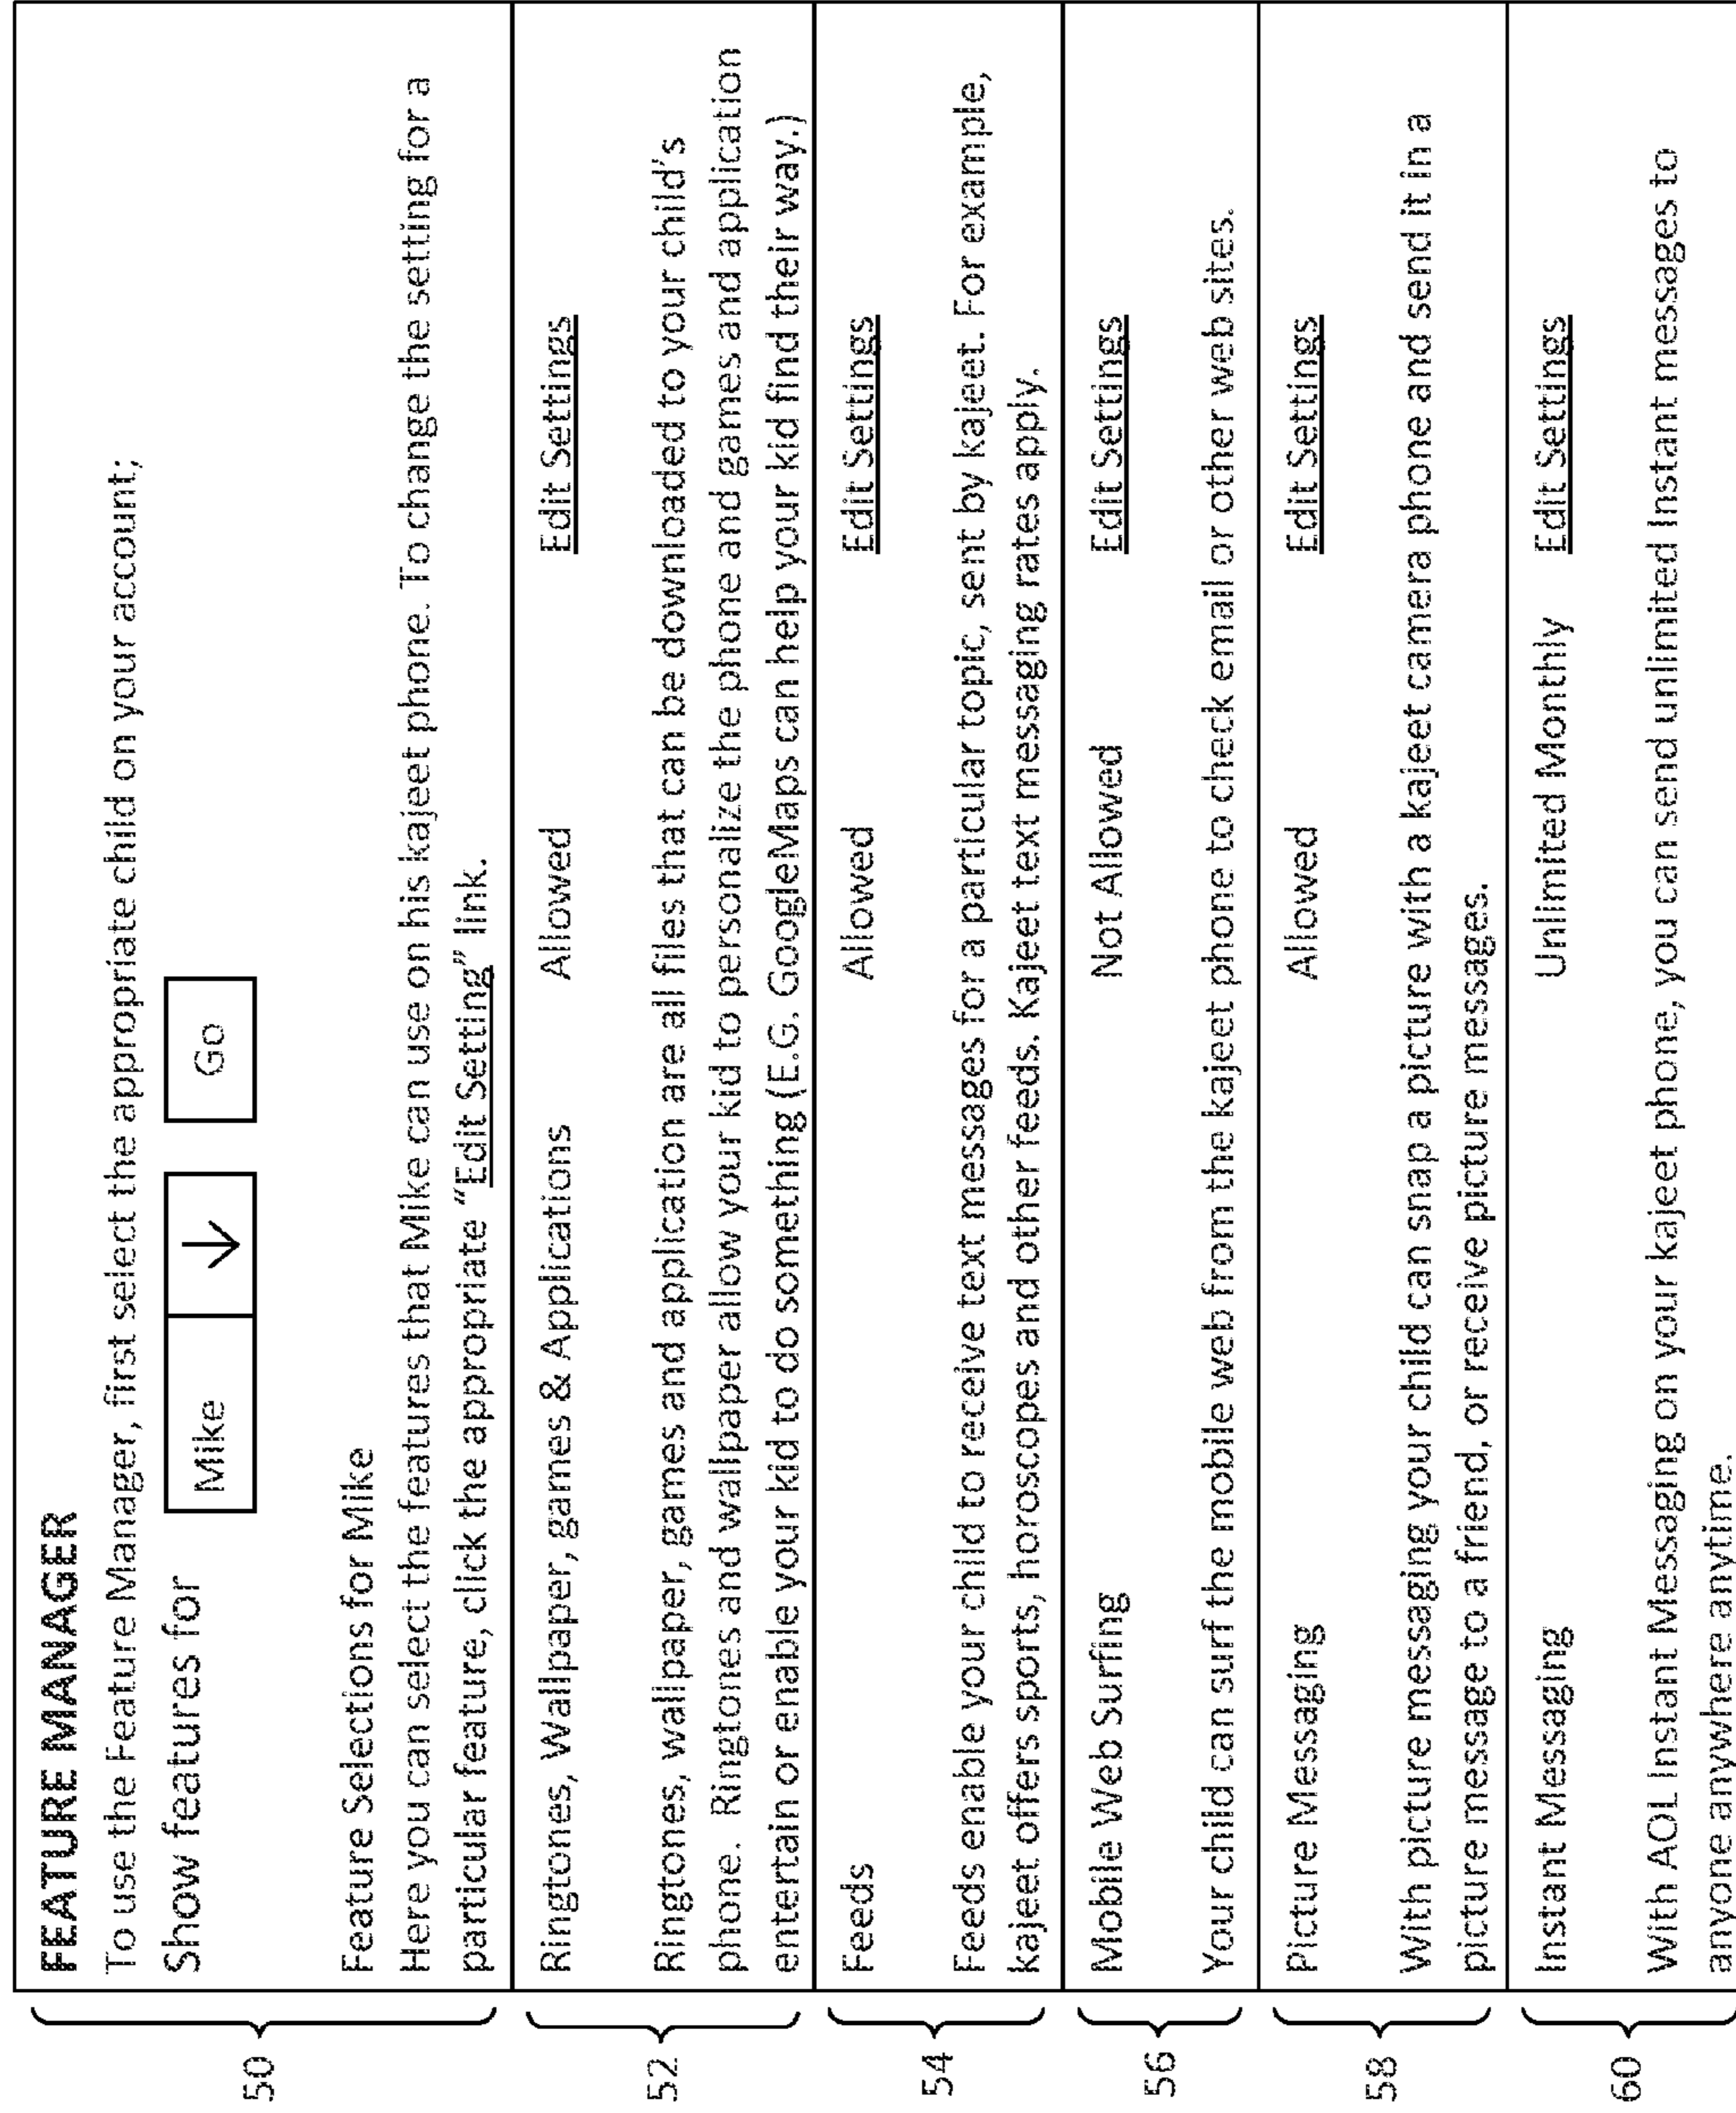 FEATURE MANAGER
To use the Feature Manager, first select the appropriate child on your account;
Show features for Mike Go
50
Feature Selections for Mike
Here you can select the features that Mike can use on his kajeet phone. To change the setting for a
particular feature, click the appropriate “Edit Setting” link.
Ringtones, Wallpaper, games & Applications Allowed Edit Settings
52
Ringtones, wallpaper, games and application are all files that can be downloaded to your child's
phone. Ringtones and wallpaper allow your kid to personalize the phone and games and application
entertain or enable your kid to do something (E.G. GoogleMaps can help your kid find their way.)
Feeds Allowed Edit Settings
54
Feeds enable your child to receive text messages for a particular topic, sent by kajeet. For example,
kajeet offers sports, horoscopes and other feeds. Kajeet text messaging rates apply.
Mobile Web Surfing Not Allowed Edit Settings
56
Your child can surf the mobile web from the kajeet phone to check email or other web sites.
Picture Messaging Allowed Edit Settings
58
With picture messaging your child can snap a picture with a kajeet camera phone and send it in a
picture message to a friend, or receive picture messages.
Instant Messaging Unlimited Monthly Edit Settings
60
With AOL Instant Messaging on your kajeet phone, you can send unlimited Instant messages to
anyone anywhere anytime.